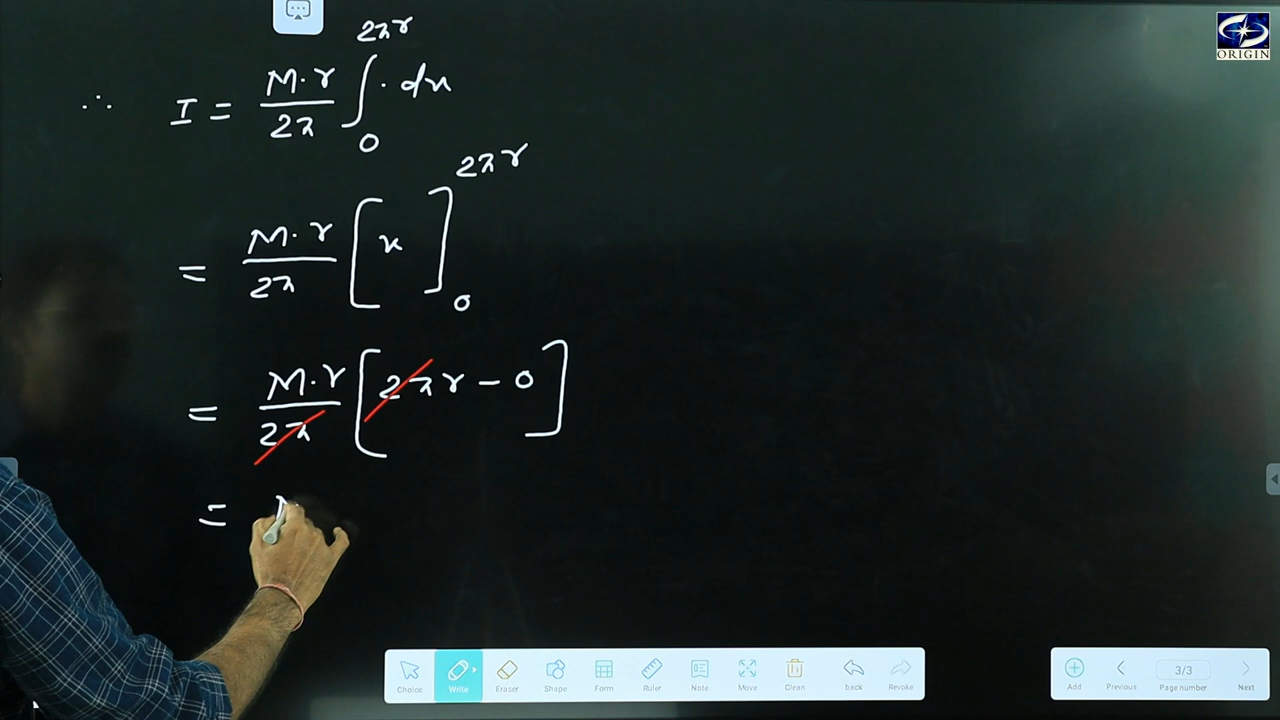 ORIGIN
∴ I = M·r/2π ∫₀^2πr · dx
= M·r/2π [x]₀^2πr
= M·r/2π [2πr - 0]
=
Choice Write Eraser Shape Form Ruler Note Move Clean back Revoke
Add Previous 3/3 Page number Next